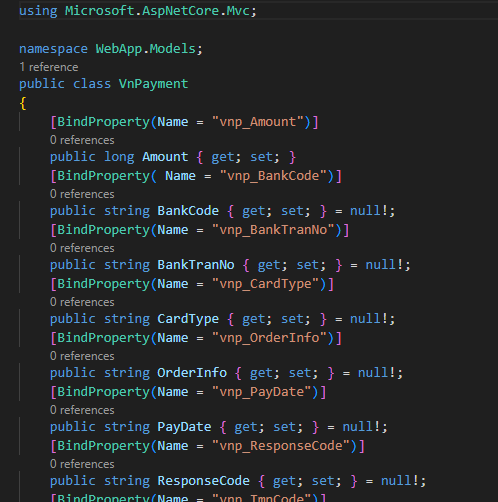 using Microsoft.AspNetCore.Mvc;
namespace WebApp.Models;
1 reference
public class VnPayment
{
[BindProperty(Name = "vnp_Amount")]
0 references
public long Amount { get; set; }
[BindProperty( Name = "vnp_BankCode")]
0 references
public string BankCode { get; set; } = null!;
[BindProperty(Name = "vnp_BankTranNo")]
0 references
public string BankTranNo { get; set; } = null!;
[BindProperty(Name = "vnp_CardType")]
0 references
public string CardType { get; set; } = null!;
[BindProperty(Name = "vnp_OrderInfo")]
0 references
public string OrderInfo { get; set; } = null!;
[BindProperty(Name = "vnp_PayDate")]
0 references
public string PayDate { get; set; } = null!;
[BindProperty(Name = "vnp_ResponseCode")]
0 references
public string ResponseCode { get; set; } = null!;
[BindProperty(Name = "vnp_TmnCode")]